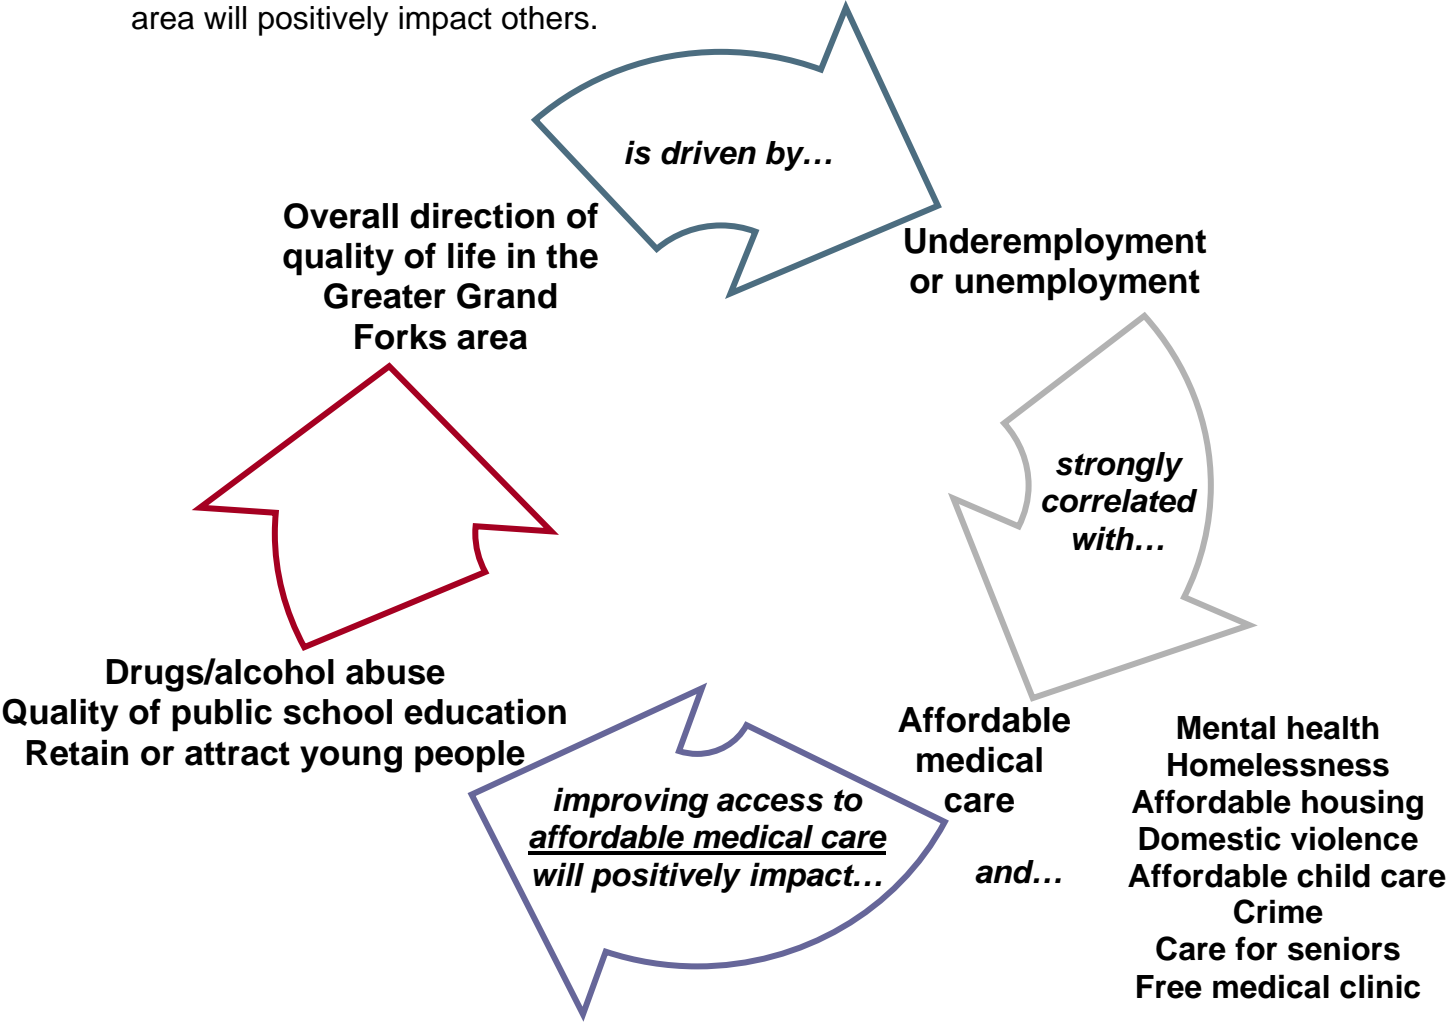 area will positively impact others.
is driven by…
Overall direction of
quality of life in the
Greater Grand
Forks area
Underemployment
or unemployment
strongly
correlated
with…
Affordable
medical
care
and…
Mental health
Homelessness
Affordable housing
Domestic violence
Affordable child care
Crime
Care for seniors
Free medical clinic
improving access to
affordable medical care
will positively impact…
Drugs/alcohol abuse
Quality of public school education
Retain or attract young people